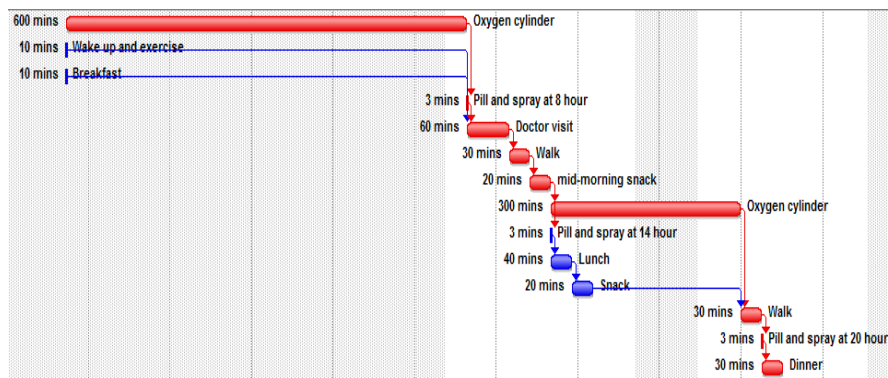 600 mins Oxygen cylinder
10 mins Wake up and exercise
10 mins Breakfast
3 mins Pill and spray at 8 hour
60 mins Doctor visit
30 mins Walk
20 mins mid-morning snack
300 mins Oxygen cylinder
3 mins Pill and spray at 14 hour
40 mins Lunch
20 mins Snack
30 mins Walk
3 mins Pill and spray at 20 hour
30 mins Dinner